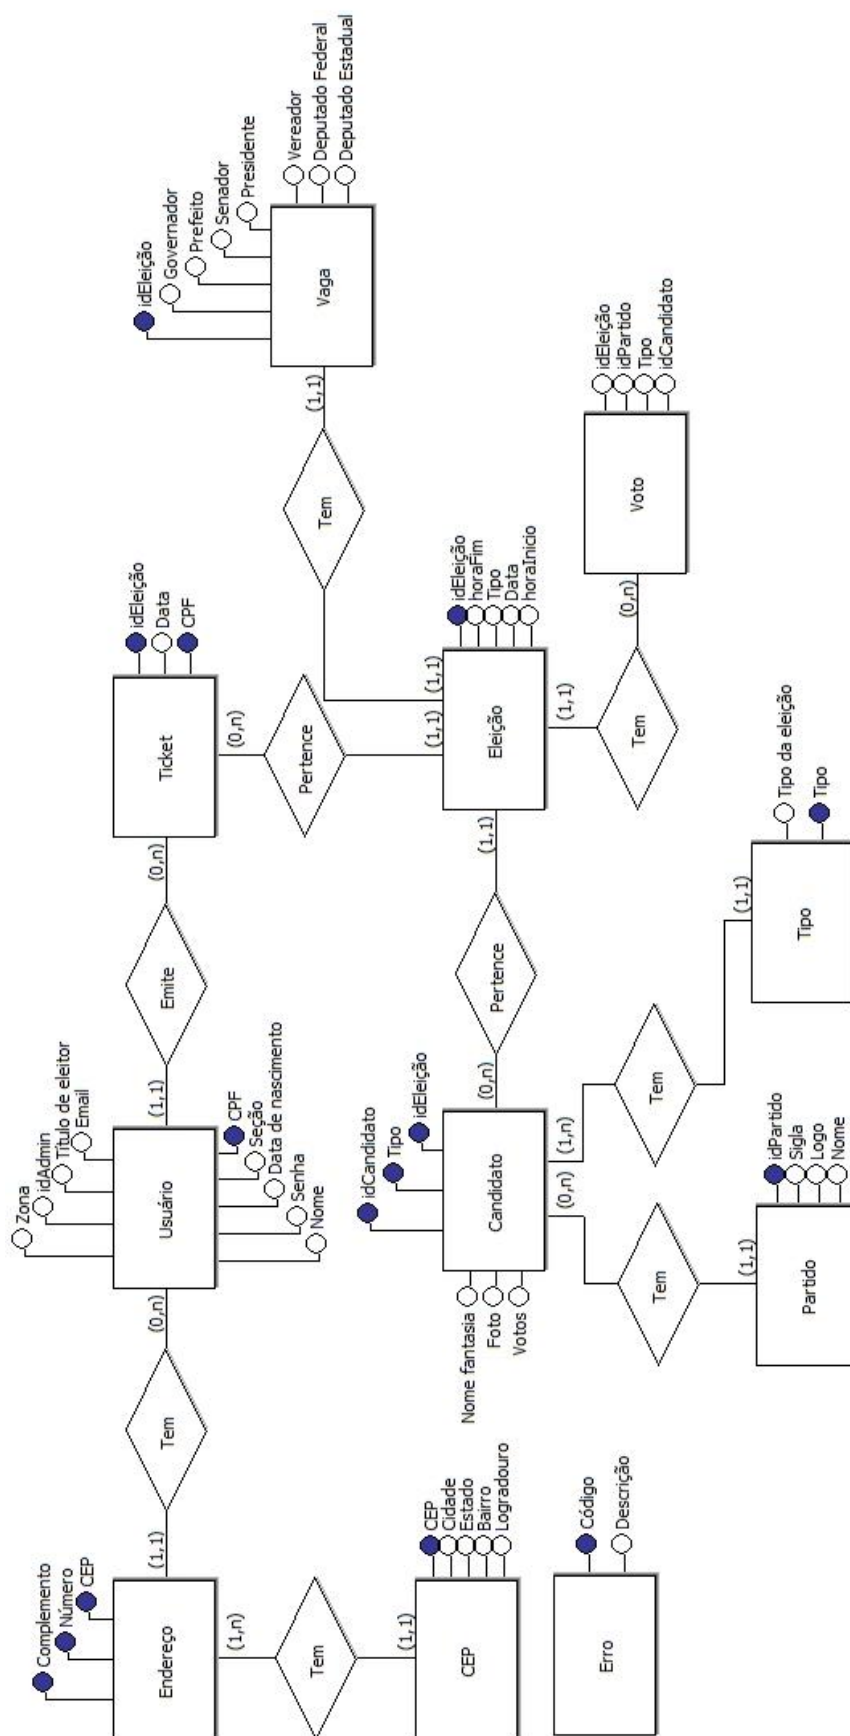 Complemento
Número
CEP
Endereço
(1,1)
Tem
(0,n)
Zona
idAdmin
Título de eleitor
Email
Usuário
CPF
Seção
Data de nascimento
Senha
Nome
(1,1)
Emite
(0,n)
Ticket
idEleição
Data
CPF
(0,n)
Pertence
(1,1)
(1,n)
Tem
(1,1)
CEP
CEP
Cidade
Estado
Bairro
Logradouro
Erro
Código
Descrição
idCandidato
Tipo
idEleição
Candidato
Nome fantasia
Foto
Votos
(0,n)
Pertence
(1,1)
Eleição
idEleição
horaFim
Tipo
Data
horaInicio
(1,1)
Tem
(1,1)
Vaga
idEleição
Governador
Prefeito
Senador
Presidente
Vereador
Deputado Federal
Deputado Estadual
(1,1)
Tem
(0,n)
Voto
idEleição
idPartido
Tipo
idCandidato
(0,n)
Tem
(1,1)
Partido
idPartido
Sigla
Logo
Nome
(1,n)
Tem
(1,1)
Tipo
Tipo da eleição
Tipo